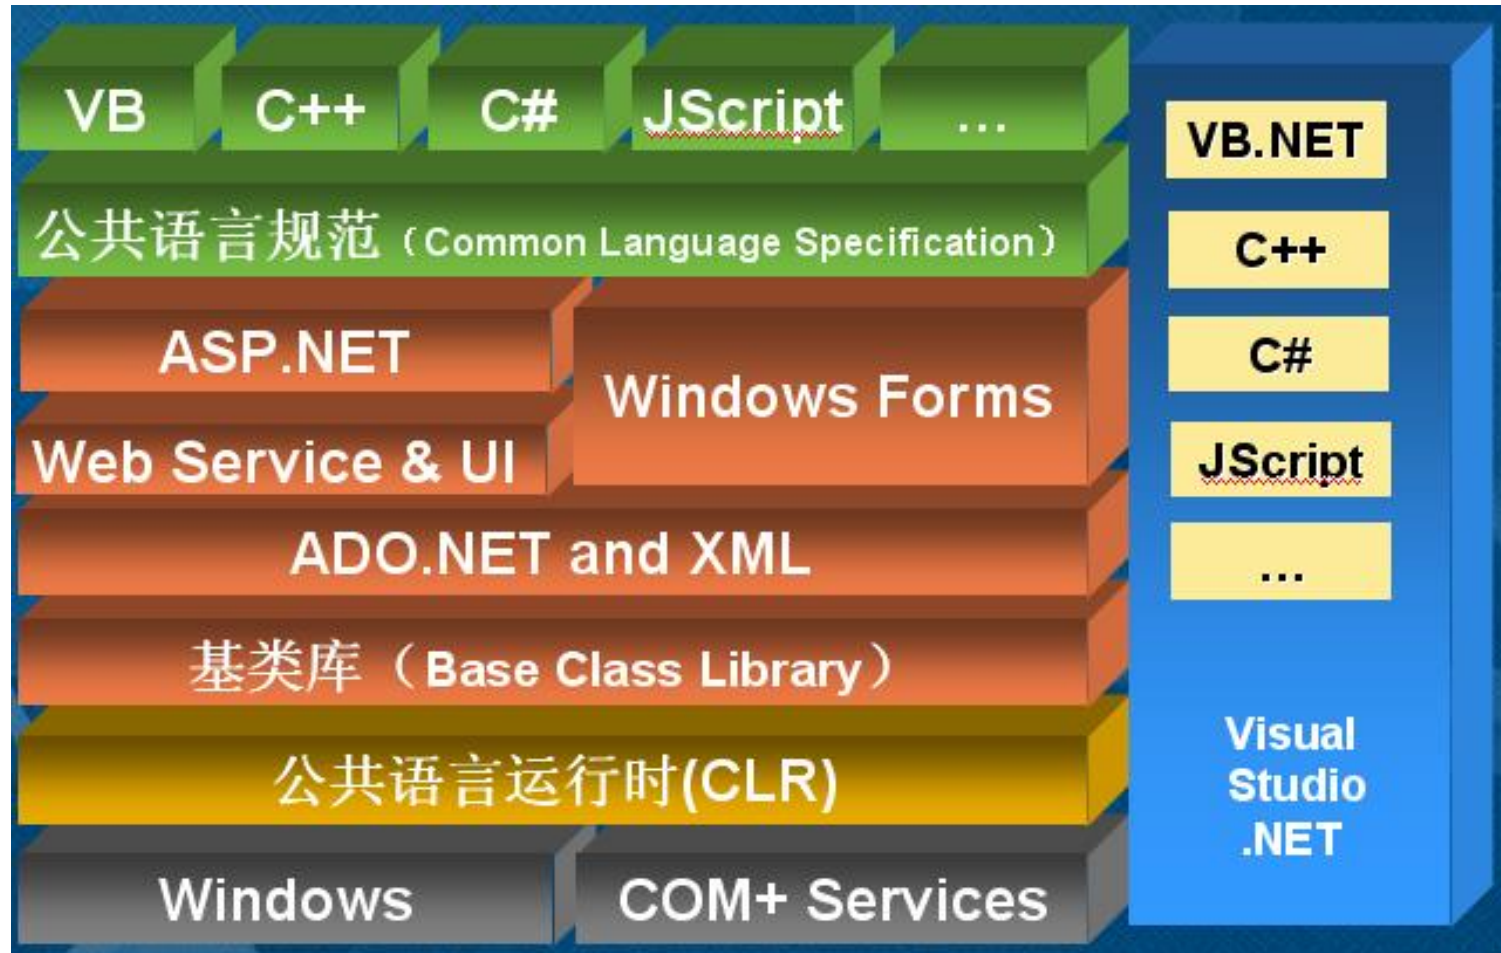 VB
C++
C#
JScript
...
公共语言规范（Common Language Specification）
ASP.NET
Windows Forms
Web Service & UI
ADO.NET and XML
基类库（Base Class Library）
公共语言运行时(CLR)
Windows
COM+ Services
VB.NET
C++
C#
JScript
...
Visual
Studio
.NET